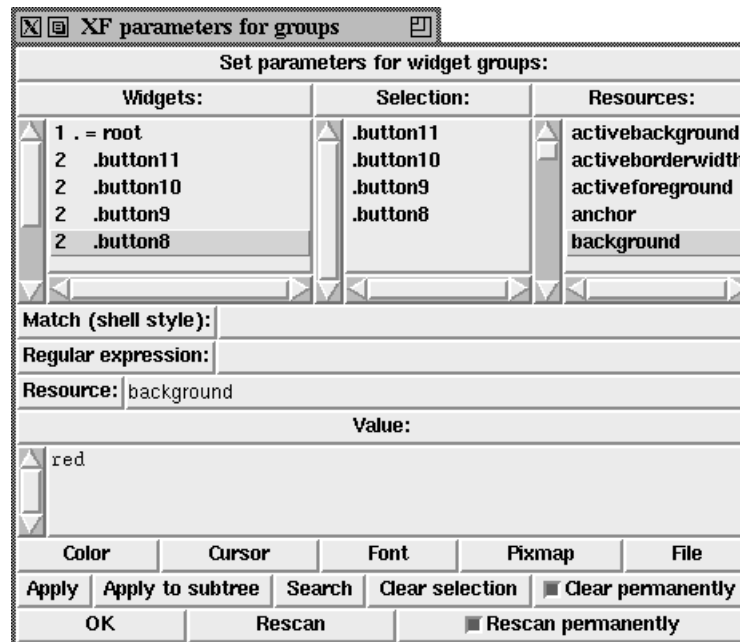 XF parameters for groups
Set parameters for widget groups:
Widgets: Selection: Resources:
1 . = root .button11 activebackground
2 .button11 .button10 activeborderwidth
2 .button10 .button9 activeforeground
2 .button9 .button8 anchor
2 .button8 background
Match (shell style):
Regular expression:
Resource: background
Value:
red
Color Cursor Font Pixmap File
Apply Apply to subtree Search Clear selection Clear permanently
OK Rescan Rescan permanently